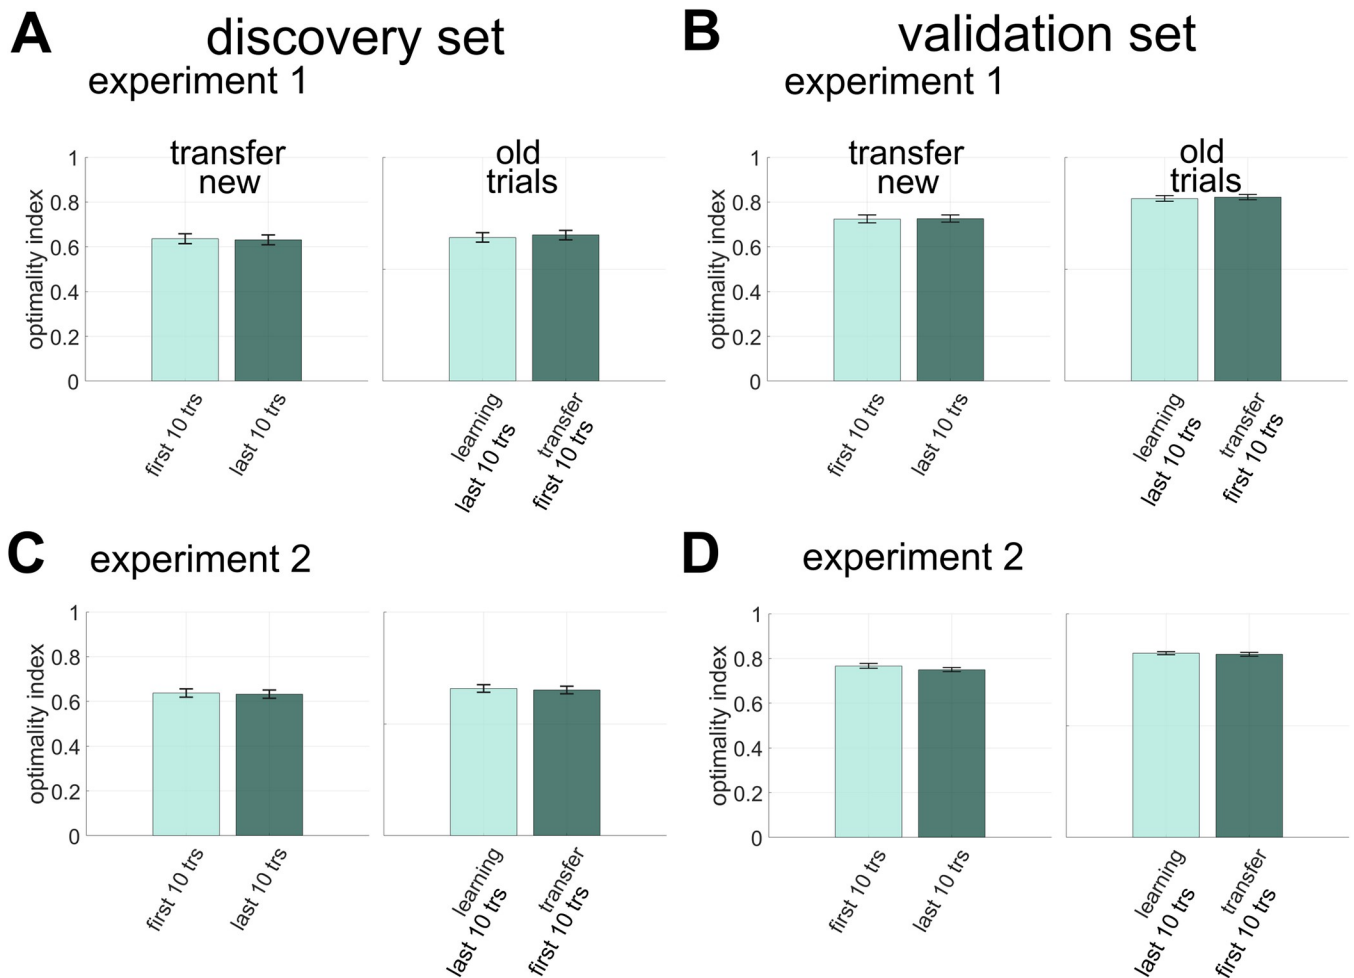 A
discovery set
experiment 1
transfer
new
old
trials
optimality index
1
0.8
0.6
0.4
0.2
0
first 10 trs
last 10 trs
learning
last 10 trs
transfer
first 10 trs
B
validation set
experiment 1
transfer
new
old
trials
optimality index
1
0.8
0.6
0.4
0.2
0
first 10 trs
last 10 trs
learning
last 10 trs
transfer
first 10 trs
C
experiment 2
optimality index
1
0.8
0.6
0.4
0.2
0
first 10 trs
last 10 trs
learning
last 10 trs
transfer
first 10 trs
D
experiment 2
optimality index
1
0.8
0.6
0.4
0.2
0
first 10 trs
last 10 trs
learning
last 10 trs
transfer
first 10 trs